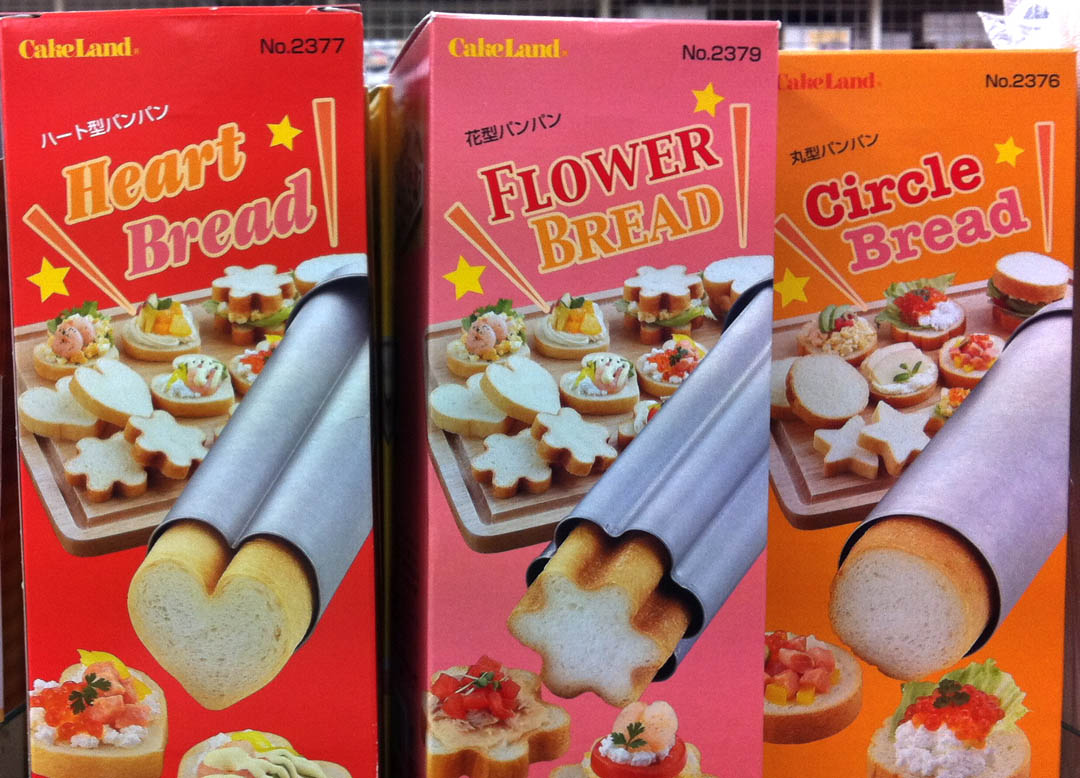 CakeLand®
No.2377
ハート型パンパン
Heart
Bread
CakeLand®
No.2379
花型パンパン
FLOWER
BREAD
CakeLand®
No.2376
丸型パンパン
Circle
Bread